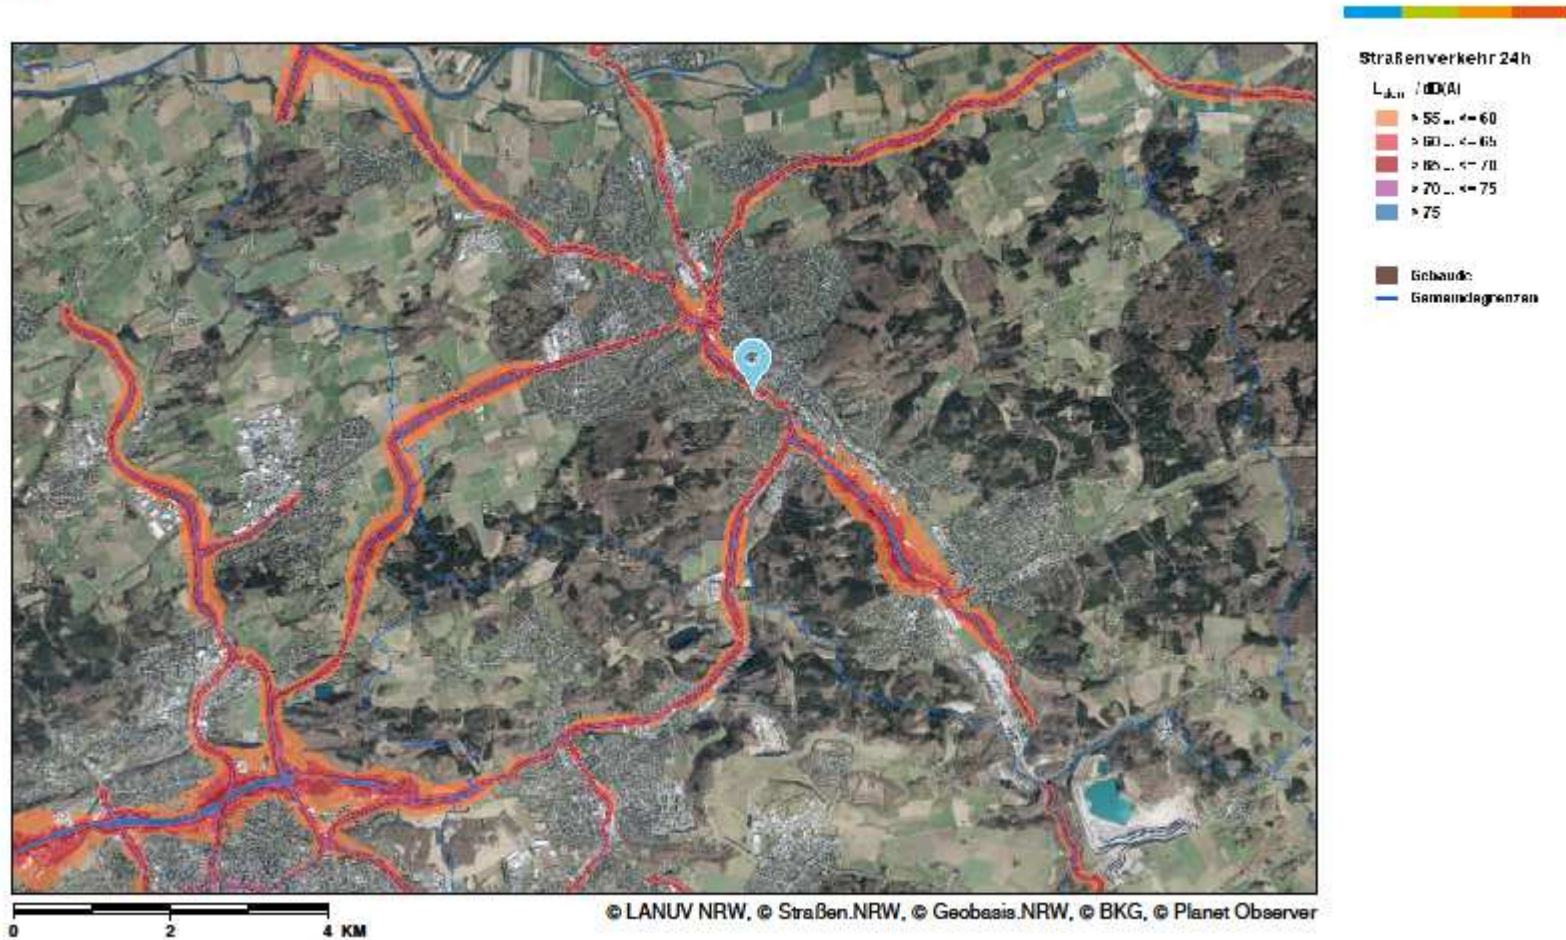 Straßenverkehr 24h
/ dB(A)
> 55 ... <= 60
> 60 ... <= 65
> 65 ... <= 70
> 70 ... <= 75
> 75
Gebäude
Gemeindegrenzen
© LANUV NRW, © Straßen.NRW, © Geobasis.NRW, © BKG, © Planet Observer
0 2 4 KM